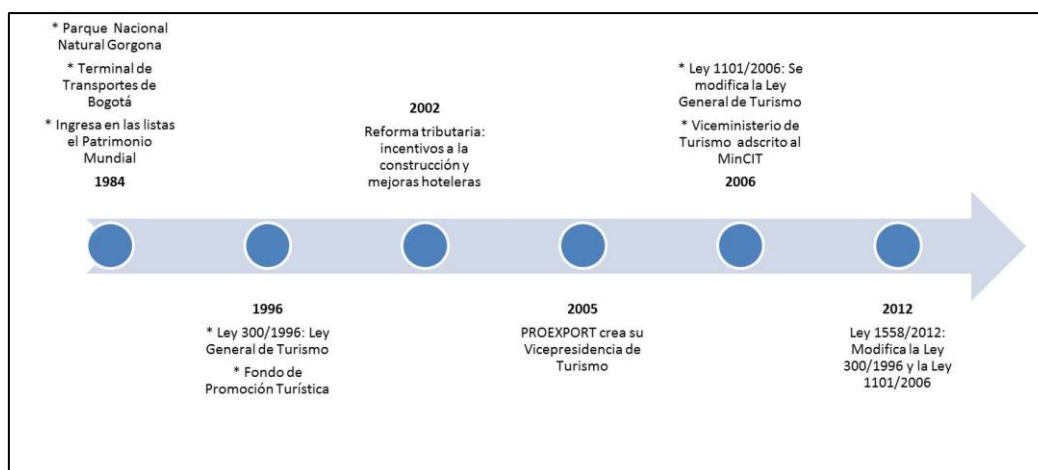 * Parque Nacional
Natural Gorgona
* Terminal de
Transportes de
Bogotá
* Ingresa en las listas
el Patrimonio
Mundial
1984
2002
Reforma tributaria:
incentivos a la
construcción y
mejoras hoteleras
* Ley 1101/2006: Se
modifica la Ley
General de Turismo
* Viceministerio de
Turismo adscrito al
MinCIT
2006
1996
* Ley 300/1996: Ley
General de Turismo
* Fondo de
Promoción Turística
2005
PROEXPORT crea su
Vicepresidencia de
Turismo
2012
Ley 1558/2012:
Modifica la Ley
300/1996 y la Ley
1101/2006